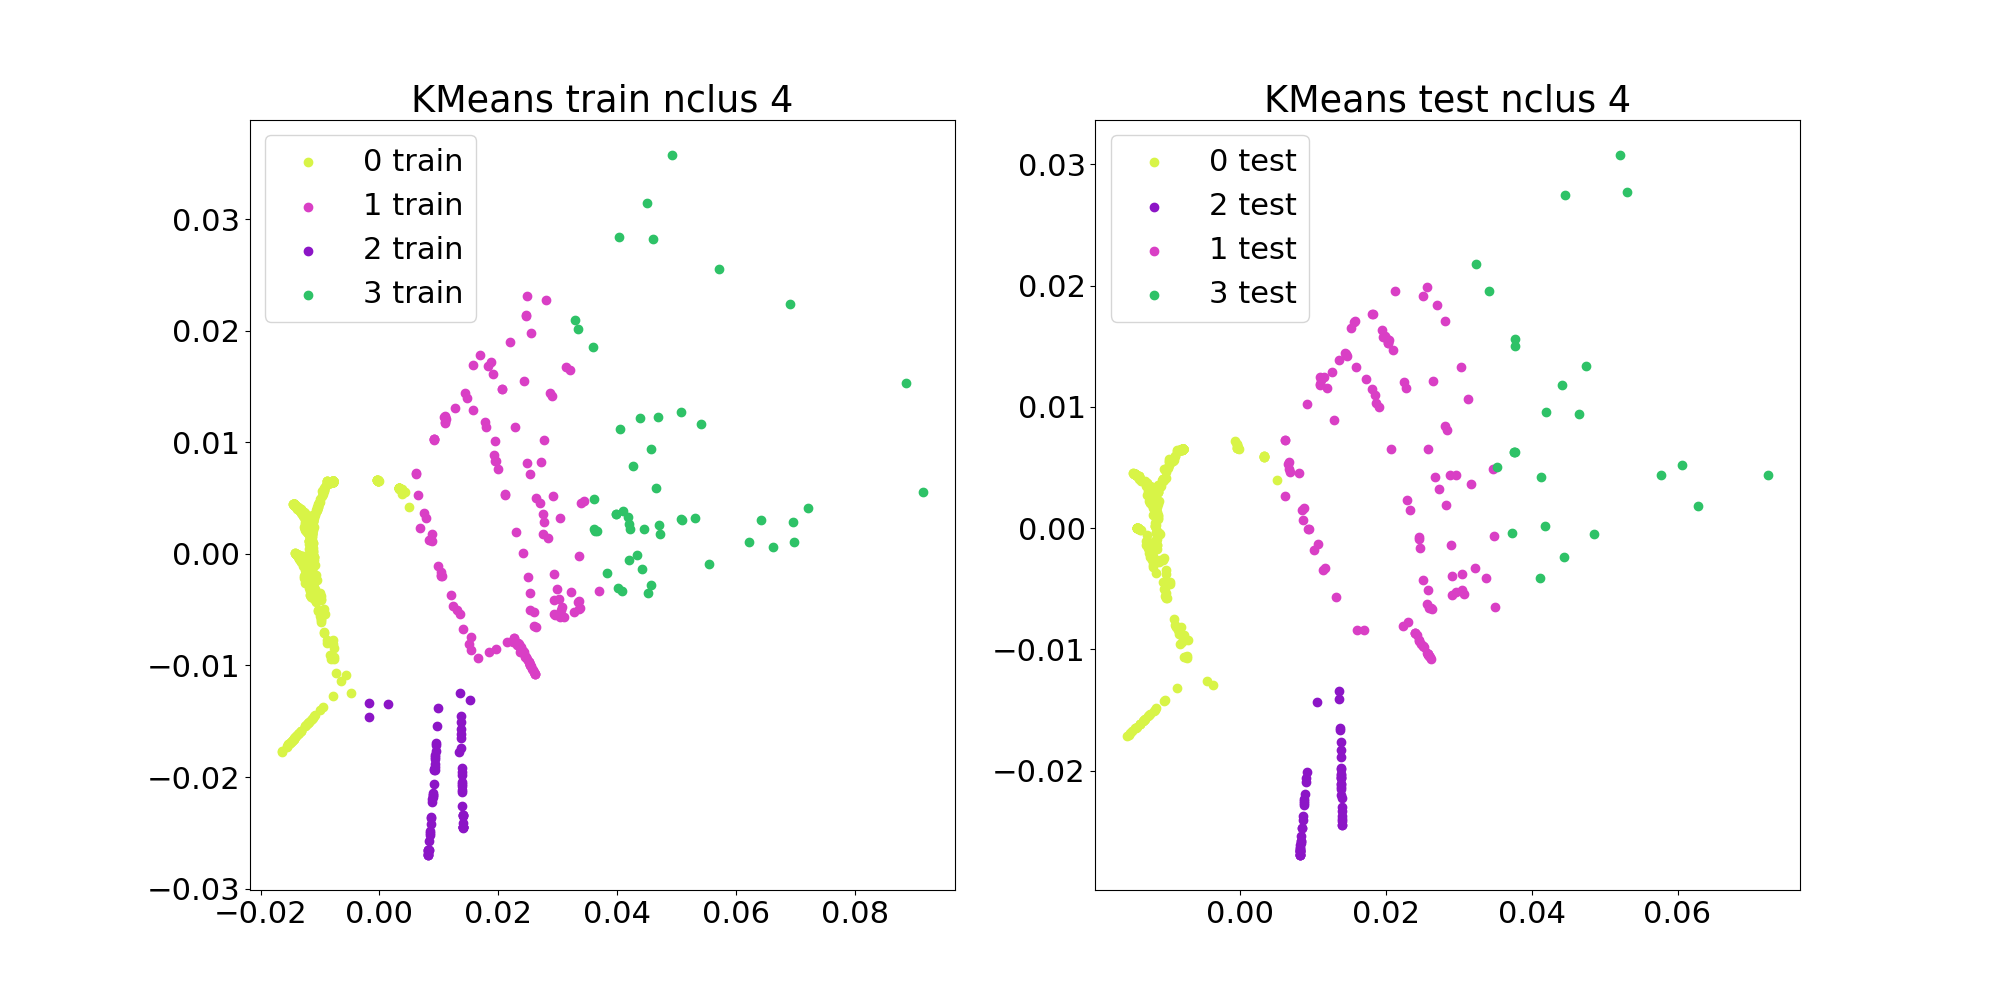 KMeans train nclus 4
0 train
1 train
2 train
3 train
0.03
0.02
0.01
0.00
−0.01
−0.02
−0.03
−0.02 0.00 0.02 0.04 0.06 0.08
KMeans test nclus 4
0 test
2 test
1 test
3 test
0.03
0.02
0.01
0.00
−0.01
−0.02
0.00 0.02 0.04 0.06